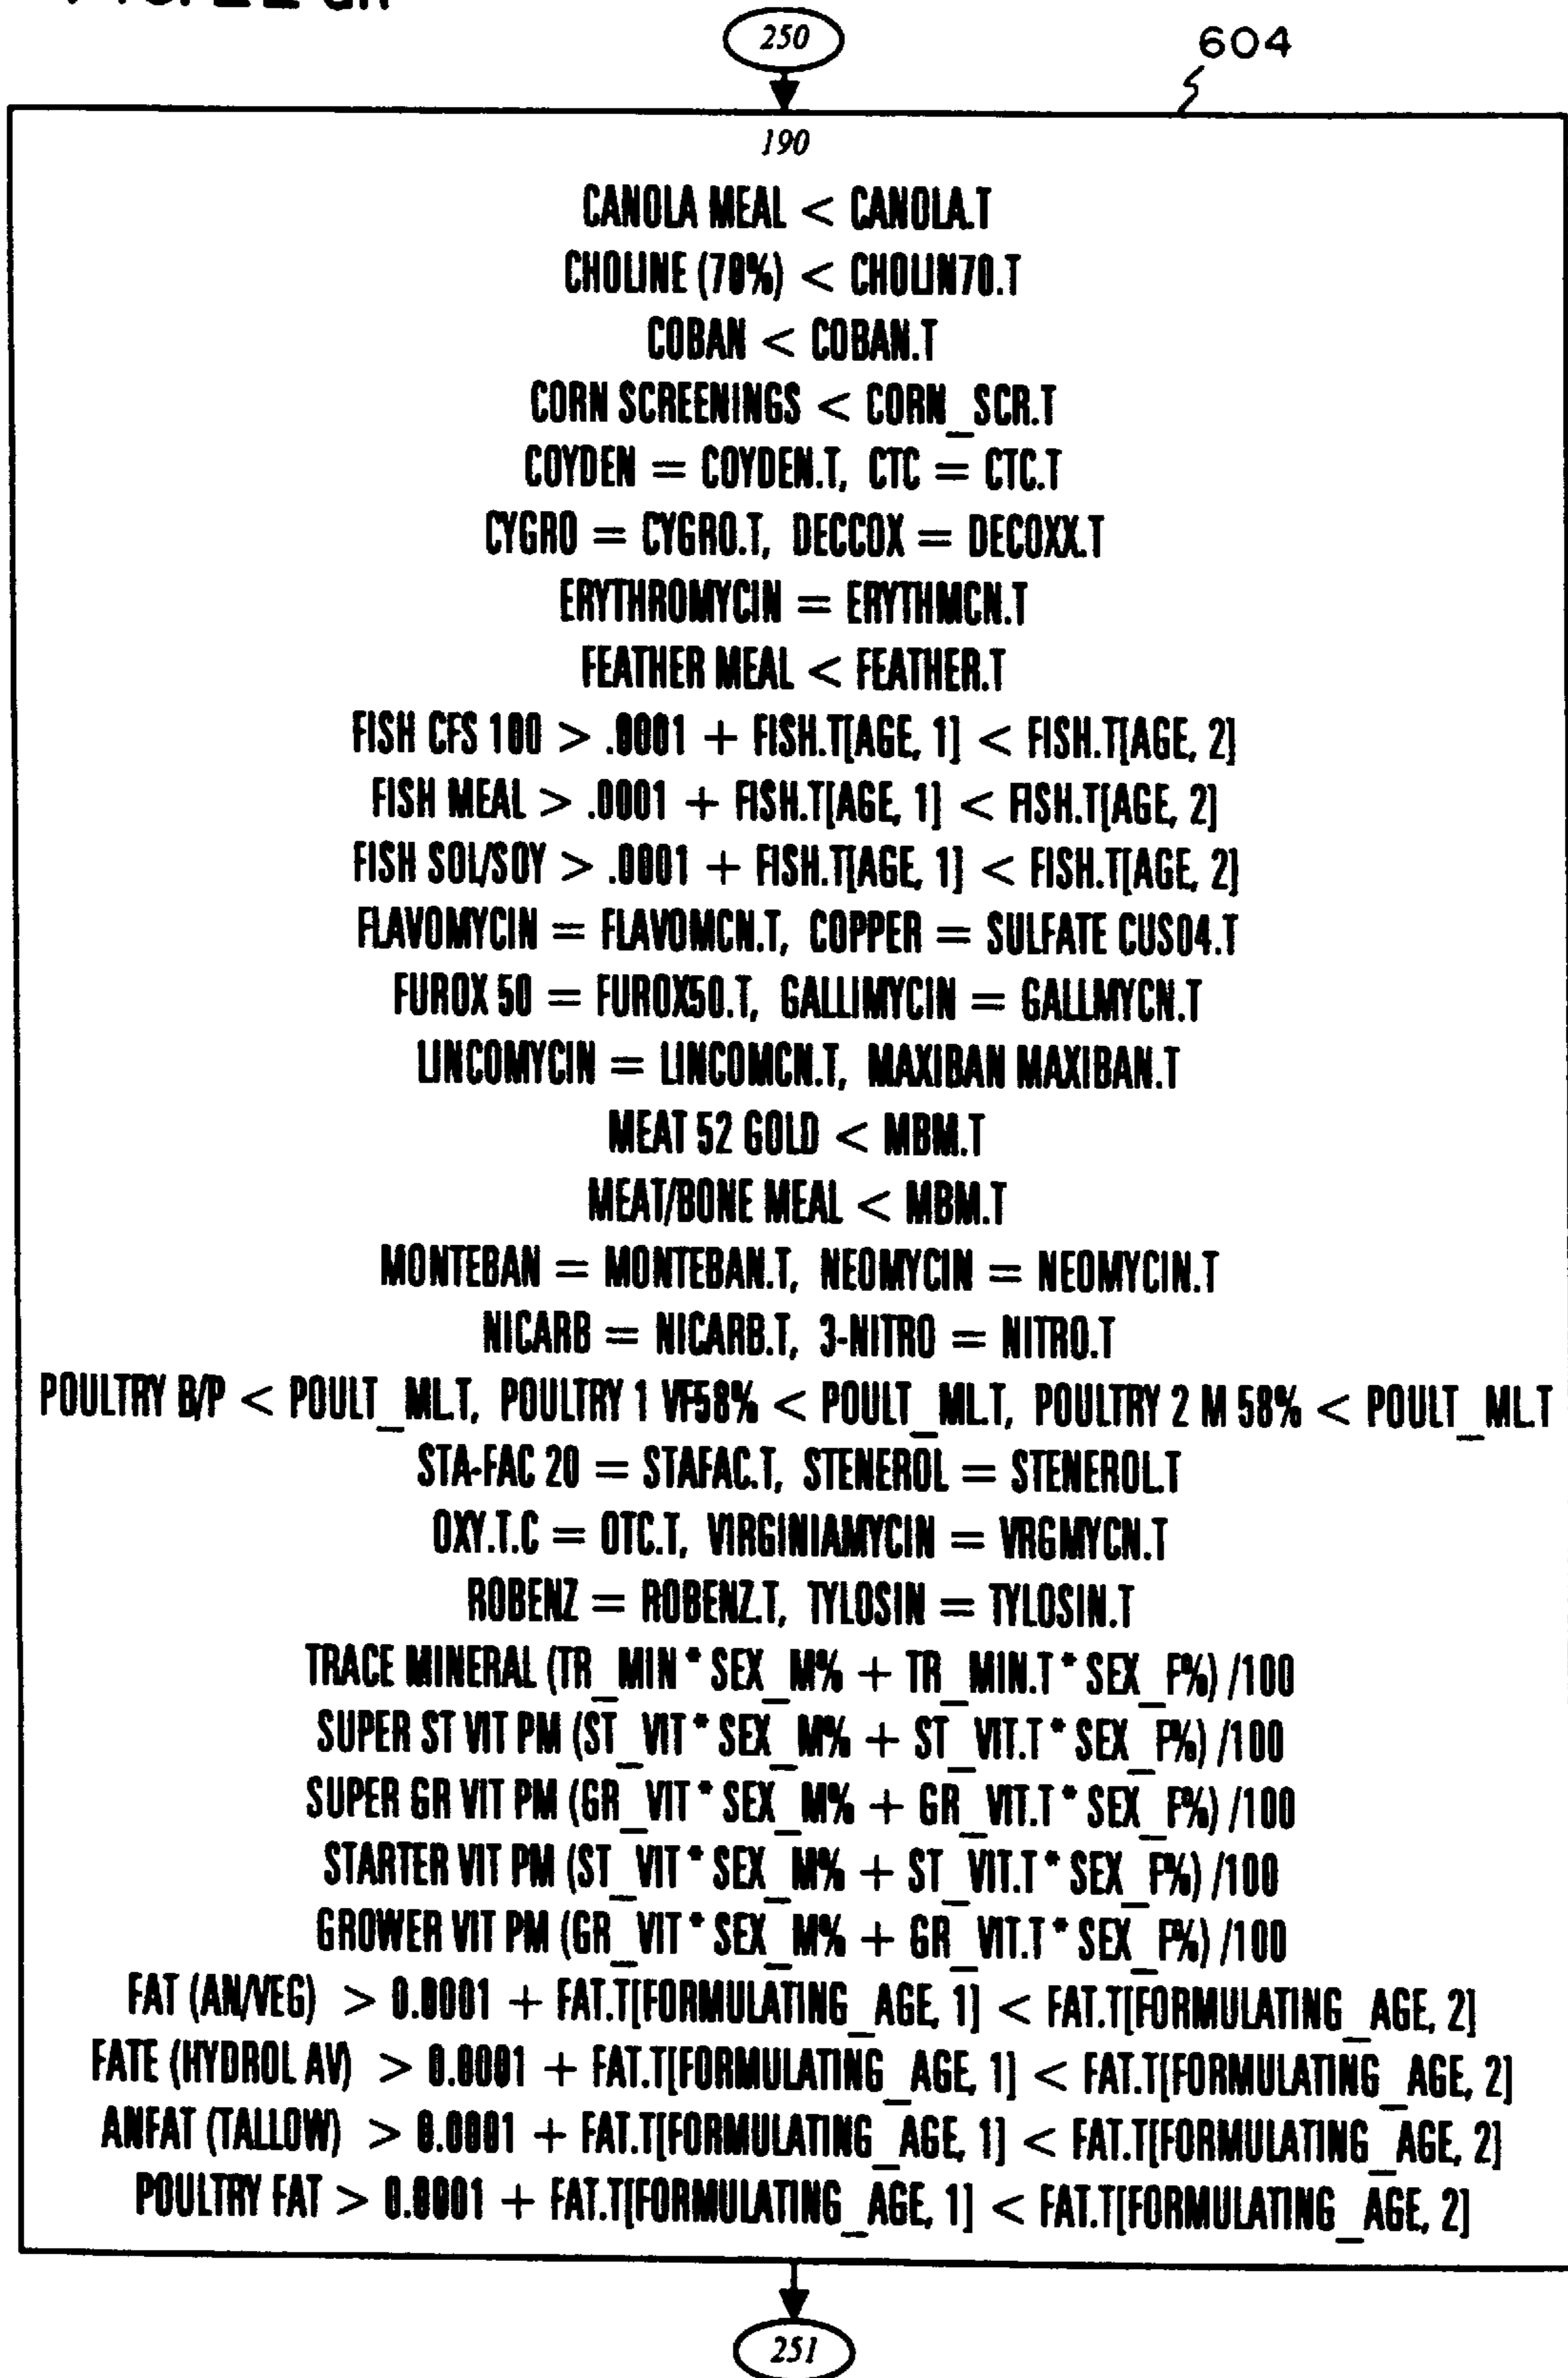 250
604
190
CANOLA MEAL < CANOLA.T
CHOLINE (70%) < CHOLIN70.T
COBAN < COBAN.T
CORN SCREENINGS < CORN_SCR.T
COYDEN = COYDEN.T, CTC = CTC.T
CYGRO = CYGRO.T, DECCOX = DECOXX.T
ERYTHROMYCIN = ERYTHMCN.T
FEATHER MEAL < FEATHER.T
FISH CFS 100 > .0001 + FISH.T[AGE, 1] < FISH.T[AGE, 2]
FISH MEAL > .0001 + FISH.T[AGE, 1] < FISH.T[AGE, 2]
FISH SOL/SOY > .0001 + FISH.T[AGE, 1] < FISH.T[AGE, 2]
FLAVOMYCIN = FLAVOMCN.T, COPPER = SULFATE CUSO4.T
FUROX 50 = FUROX50.T, GALLIMYCIN = GALLMYCN.T
LINCOMYCIN = LINCOMCN.T, MAXIBAN MAXIBAN.T
MEAT 52 GOLD < MBM.T
MEAT/BONE MEAL < MBM.T
MONTEBAN = MONTEBAN.T, NEOMYCIN = NEOMYCIN.T
NICARB = NICARB.T, 3-NITRO = NITRO.T
POULTRY B/P < POULT_ML.T, POULTRY 1 VF58% < POULT_ML.T, POULTRY 2 M 58% < POULT_ML.T
STA-FAC 20 = STAFAC.T, STENEROL = STENEROL.T
OXY.T.C = OTC.T, VIRGINIAMYCIN = VRGMYCN.T
ROBENZ = ROBENZ.T, TYLOSIN = TYLOSIN.T
TRACE MINERAL (TR_MIN * SEX_M% + TR_MIN.T * SEX_F%) /100
SUPER ST VIT PM (ST_VIT * SEX_M% + ST_VIT.T * SEX_F%) /100
SUPER GR VIT PM (GR_VIT * SEX_M% + GR_VIT.T * SEX_F%) /100
STARTER VIT PM (ST_VIT * SEX_M% + ST_VIT.T * SEX_F%) /100
GROWER VIT PM (GR_VIT * SEX_M% + GR_VIT.T * SEX_F%) /100
FAT (AN/VEG) > 0.0001 + FAT.T[FORMULATING_AGE, 1] < FAT.T[FORMULATING_AGE, 2]
FATE (HYDROL AV) > 0.0001 + FAT.T[FORMULATING_AGE, 1] < FAT.T[FORMULATING_AGE, 2]
ANFAT (TALLOW) > 0.0001 + FAT.T[FORMULATING_AGE, 1] < FAT.T[FORMULATING_AGE, 2]
POULTRY FAT > 0.0001 + FAT.T[FORMULATING_AGE, 1] < FAT.T[FORMULATING_AGE, 2]
251